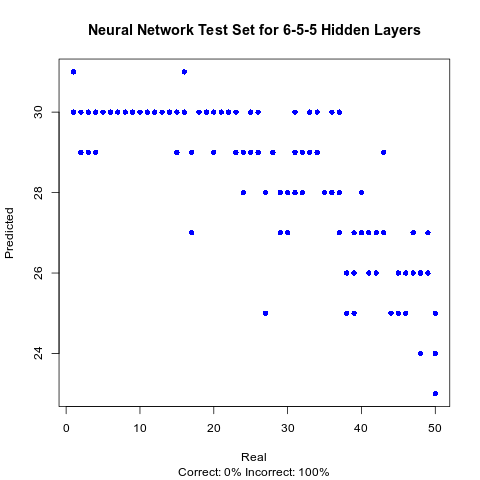 Neural Network Test Set for 6-5-5 Hidden Layers
Predicted
30
28
26
24
0 10 20 30 40 50
Real
Correct: 0% Incorrect: 100%